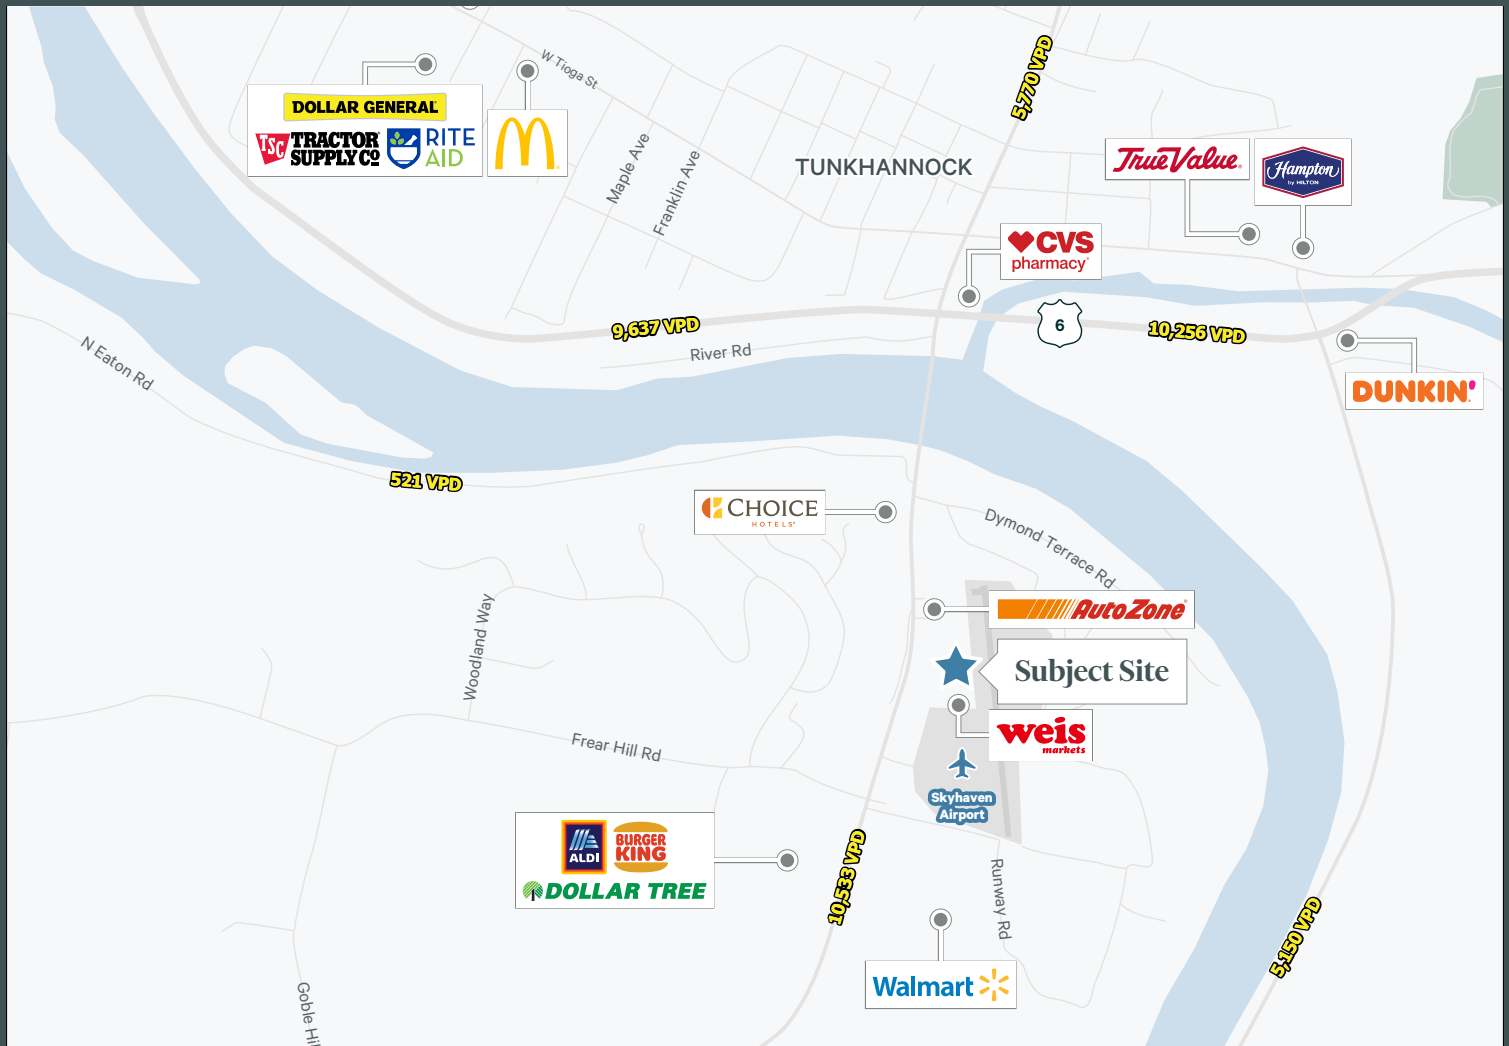 DOLLAR GENERAL
TSC TRACTOR
SUPPLY CO
RITE
AID
W Tioga St
Maple Ave
Franklin Ave
5,770 VPD
TUNKHANNOCK
True Value
Hampton
by HILTON
CVS
pharmacy
9,637 VPD
River Rd
6
10,256 VPD
N Eaton Rd
DUNKIN'
521 VPD
CHOICE
HOTELS
Dymond Terrace Rd
AutoZone
Woodland Way
Subject Site
weis
markets
Frear Hill Rd
Skyhaven
Airport
ALDI
BURGER
KING
DOLLAR TREE
10,533 VPD
Runway Rd
5,150 VPD
Walmart
Goble Hil